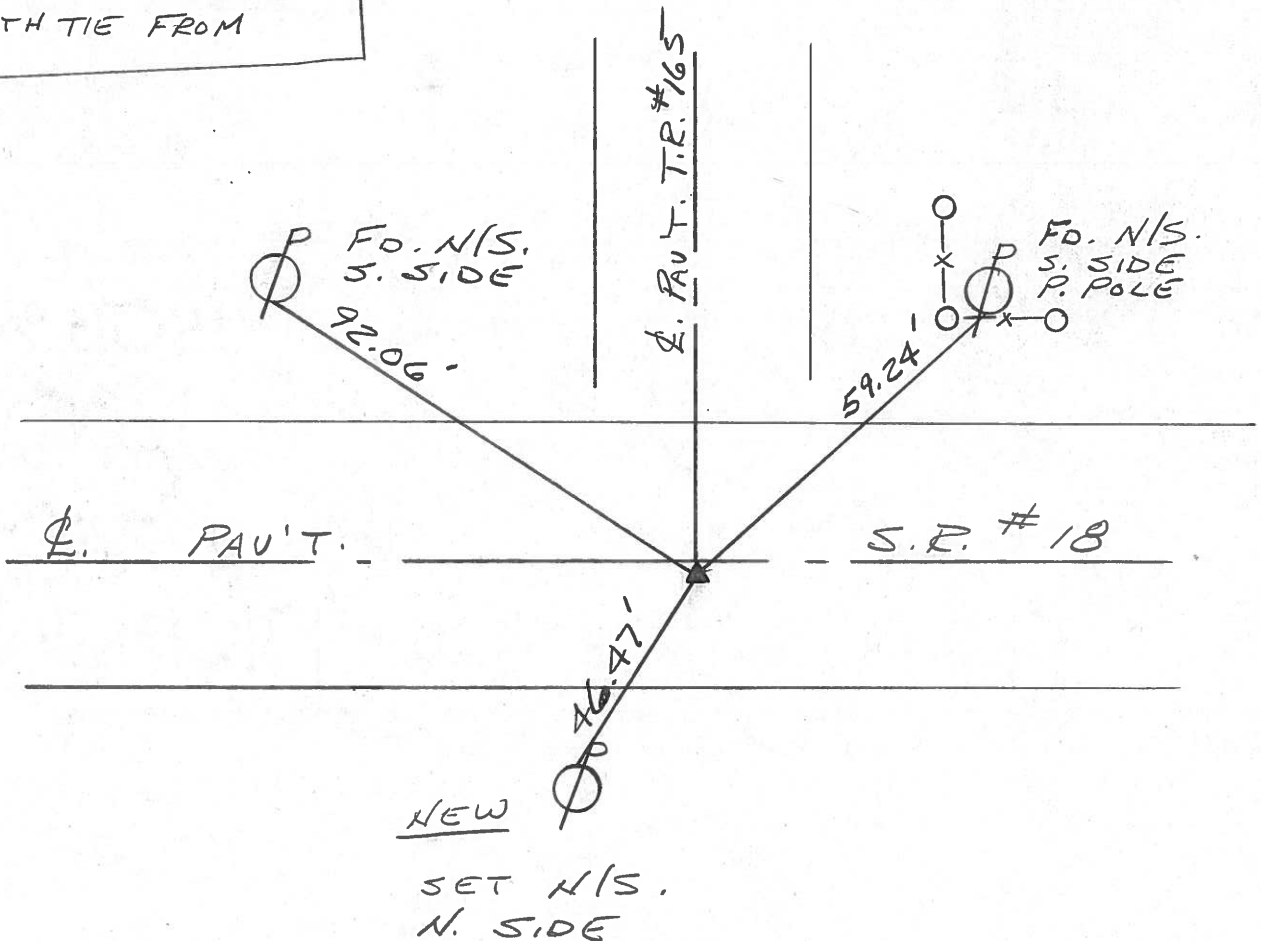 TH TIE FROM
℄. PAV'T. T.R. #165
P
FD. N/S.
S. SIDE
92.06'
P
FD. N/S.
S. SIDE
P. POLE
59.24'
℄. PAV'T.
S.R. # 18
46.47'
P
NEW
SET N/S.
N. SIDE